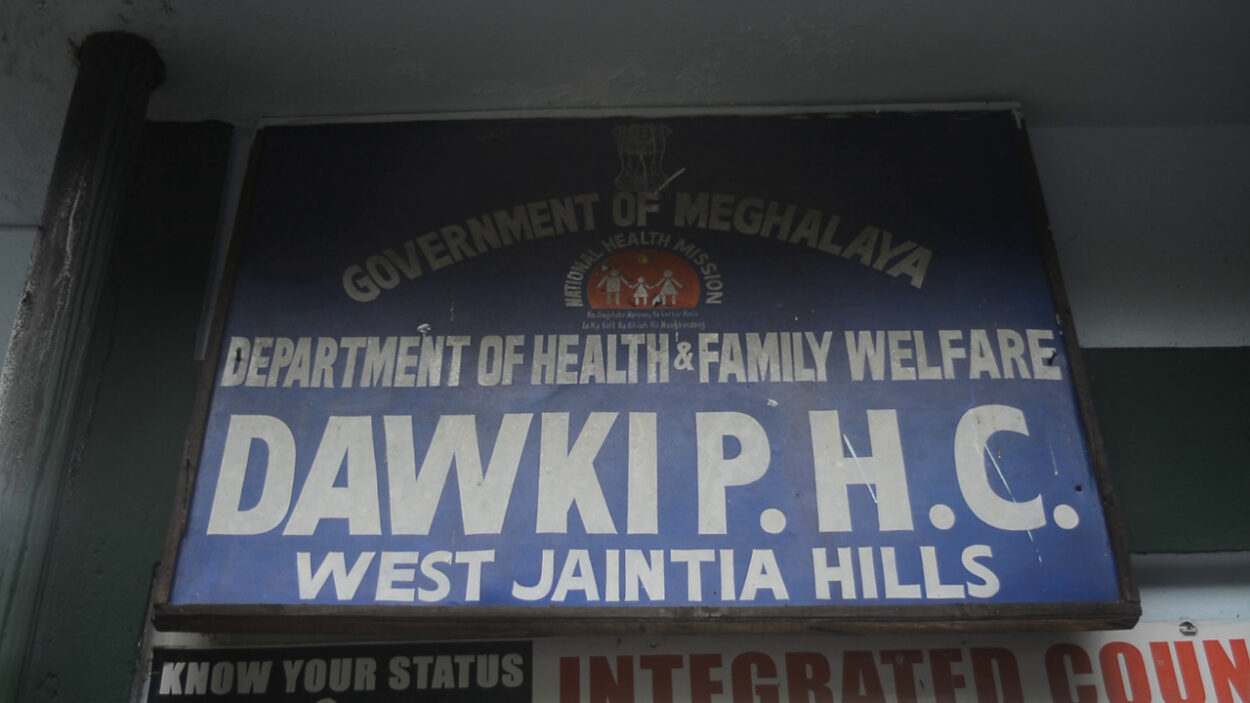 GOVERNMENT OF MEGHALAYA
NATIONAL HEALTH MISSION
DEPARTMENT OF HEALTH & FAMILY WELFARE
DAWKI P.H.C.
WEST JAINTIA HILLS
KNOW YOUR STATUS
INTEGRATED COUN